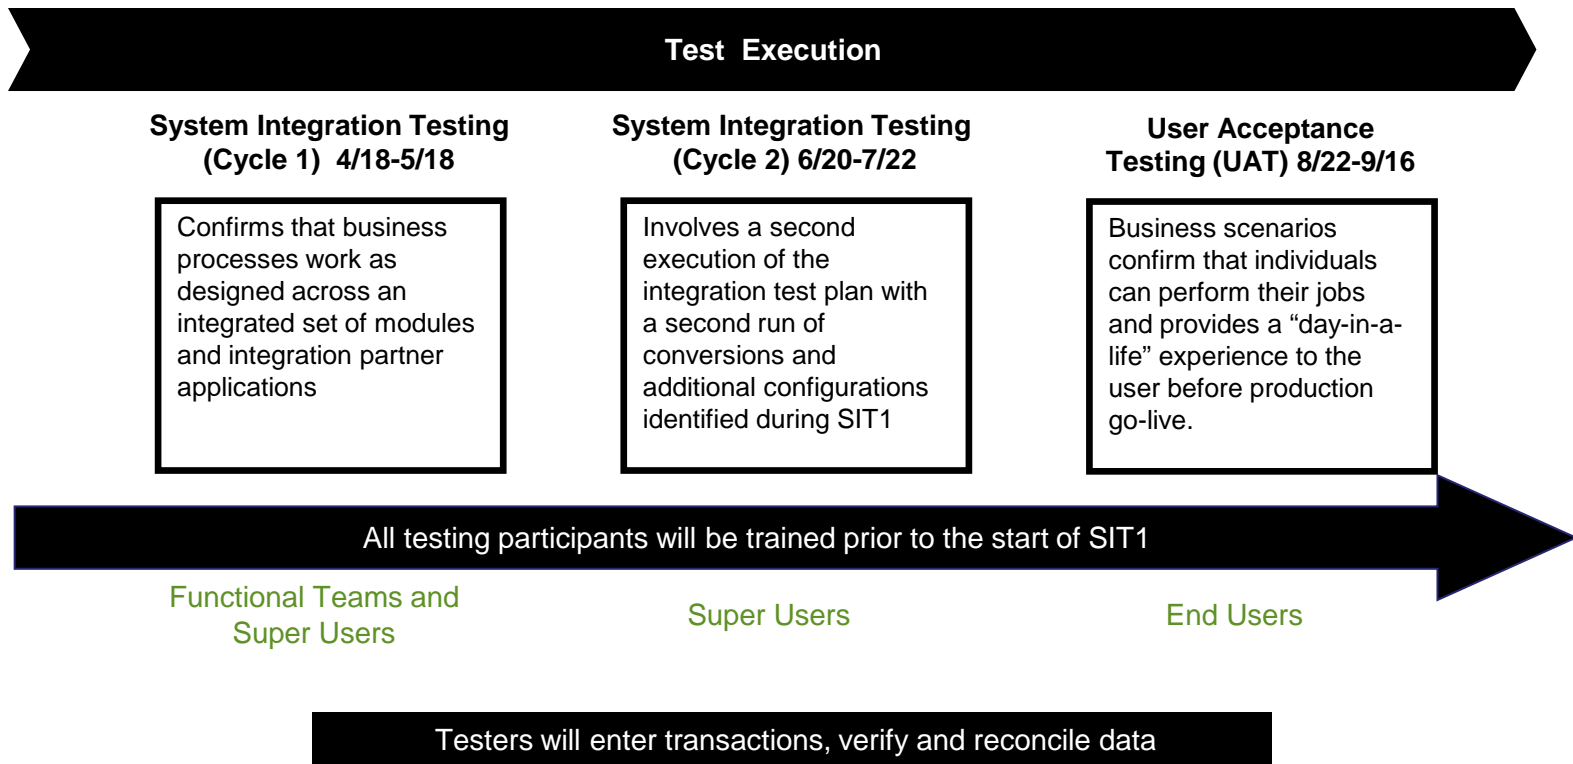 Test  Execution
System Integration Testing
(Cycle 1)  4/18-5/18
Confirms that business
processes work as
designed across an
integrated set of modules
and integration partner
applications
System Integration Testing
(Cycle 2) 6/20-7/22
Involves a second
execution of the
integration test plan with
a second run of
conversions and
additional configurations
identified during SIT1
User Acceptance
Testing (UAT) 8/22-9/16
Business scenarios
confirm that individuals
can perform their jobs
and provides a “day-in-a-
life” experience to the
user before production
go-live.
All testing participants will be trained prior to the start of SIT1
Functional Teams and
Super Users
Super Users
End Users
Testers will enter transactions, verify and reconcile data